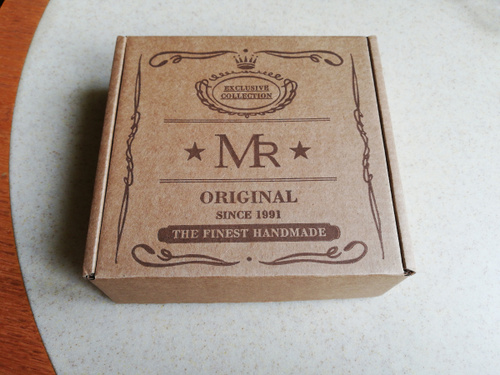 EXCLUSIVE
COLLECTION
★ MR ★
ORIGINAL
SINCE 1991
THE FINEST HANDMADE